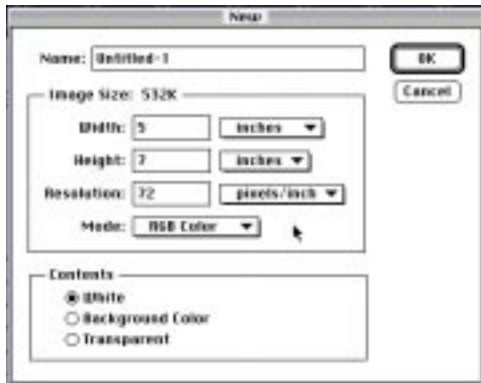 New
Name: Untitled-1
OK
Cancel
Image Size: 532K
Width: 5 inches
Height: 7 inches
Resolution: 72 pixels/inch
Mode: RGB Color
Contents
White
Background Color
Transparent